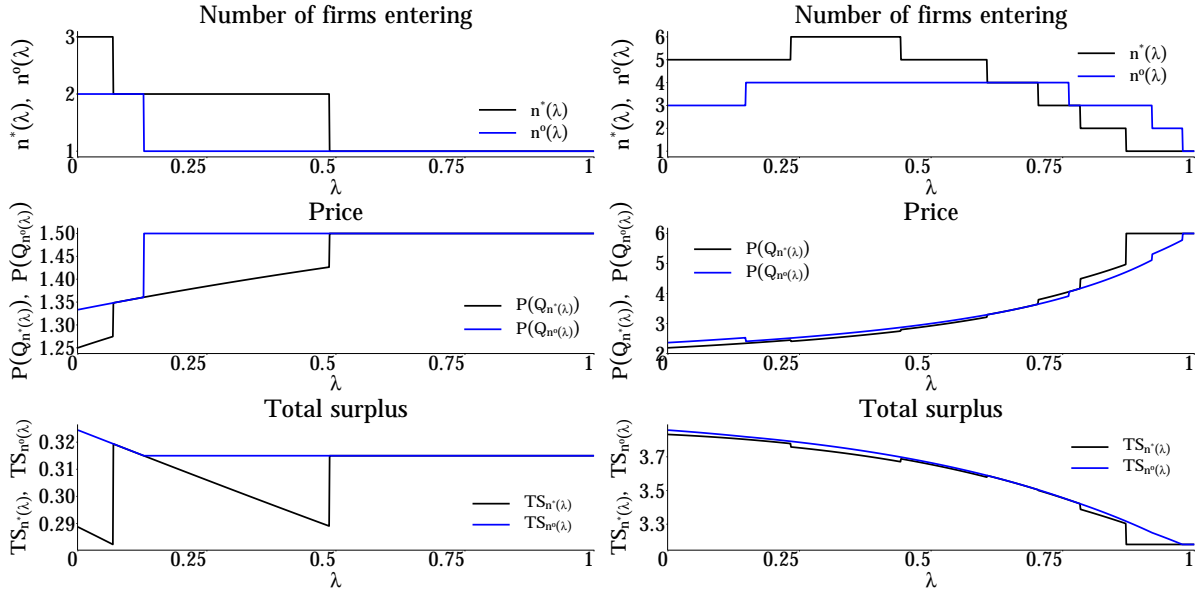 Number of firms entering
n*(λ), nᵒ(λ)
3
2
1
n*(λ)
nᵒ(λ)
0 0.25 0.5 0.75 1
λ
Price
P(Qn*(λ)), P(Qnᵒ(λ))
1.50
1.45
1.40
1.35
1.30
1.25
P(Qn*(λ))
P(Qnᵒ(λ))
0 0.25 0.5 0.75 1
λ
Total surplus
TSn*(λ), TSnᵒ(λ)
0.32
0.31
0.30
0.29
TSn*(λ)
TSnᵒ(λ)
0 0.25 0.5 0.75 1
λ
Number of firms entering
n*(λ), nᵒ(λ)
6
5
4
3
2
1
n*(λ)
nᵒ(λ)
0 0.25 0.5 0.75 1
λ
Price
P(Qn*(λ)), P(Qnᵒ(λ))
6
5
4
3
2
P(Qn*(λ))
P(Qnᵒ(λ))
0 0.25 0.5 0.75 1
λ
Total surplus
TSn*(λ), TSnᵒ(λ)
3.7
3.5
3.3
TSn*(λ)
TSnᵒ(λ)
0 0.25 0.5 0.75 1
λ